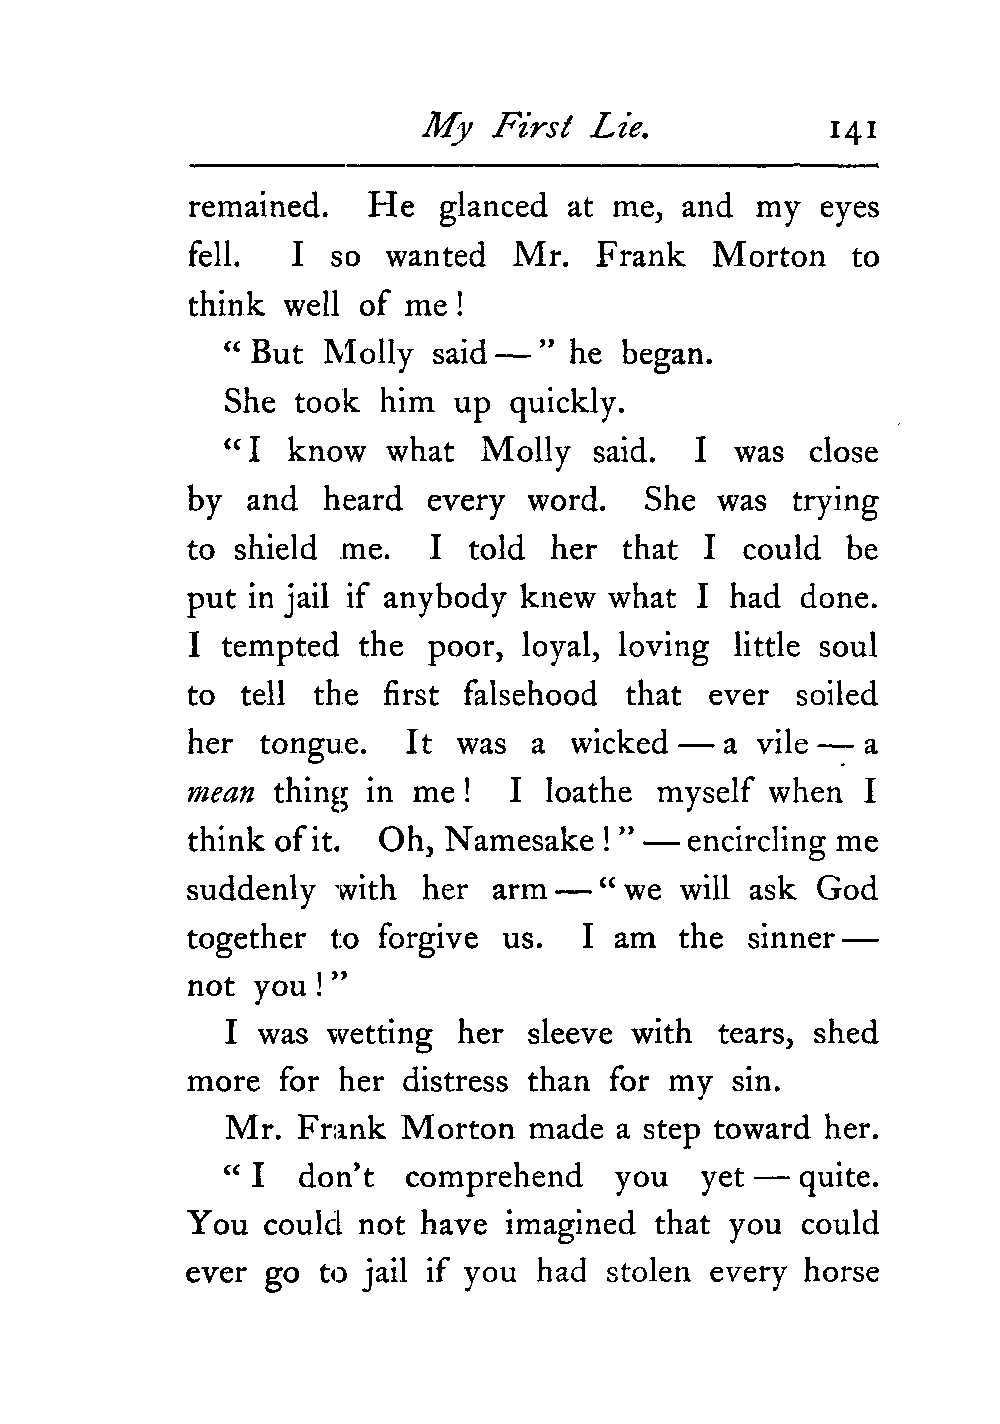 My First Lie. 141
remained. He glanced at me, and my eyes
fell. I so wanted Mr. Frank Morton to
think well of me!
“But Molly said—” he began.
She took him up quickly.
“I know what Molly said. I was close
by and heard every word. She was trying
to shield me. I told her that I could be
put in jail if anybody knew what I had done.
I tempted the poor, loyal, loving little soul
to tell the first falsehood that ever soiled
her tongue. It was a wicked—a vile—a
mean thing in me! I loathe myself when I
think of it. Oh, Namesake!”—encircling me
suddenly with her arm—“we will ask God
together to forgive us. I am the sinner—
not you!”
I was wetting her sleeve with tears, shed
more for her distress than for my sin.
Mr. Frank Morton made a step toward her.
“I don’t comprehend you yet—quite.
You could not have imagined that you could
ever go to jail if you had stolen every horse